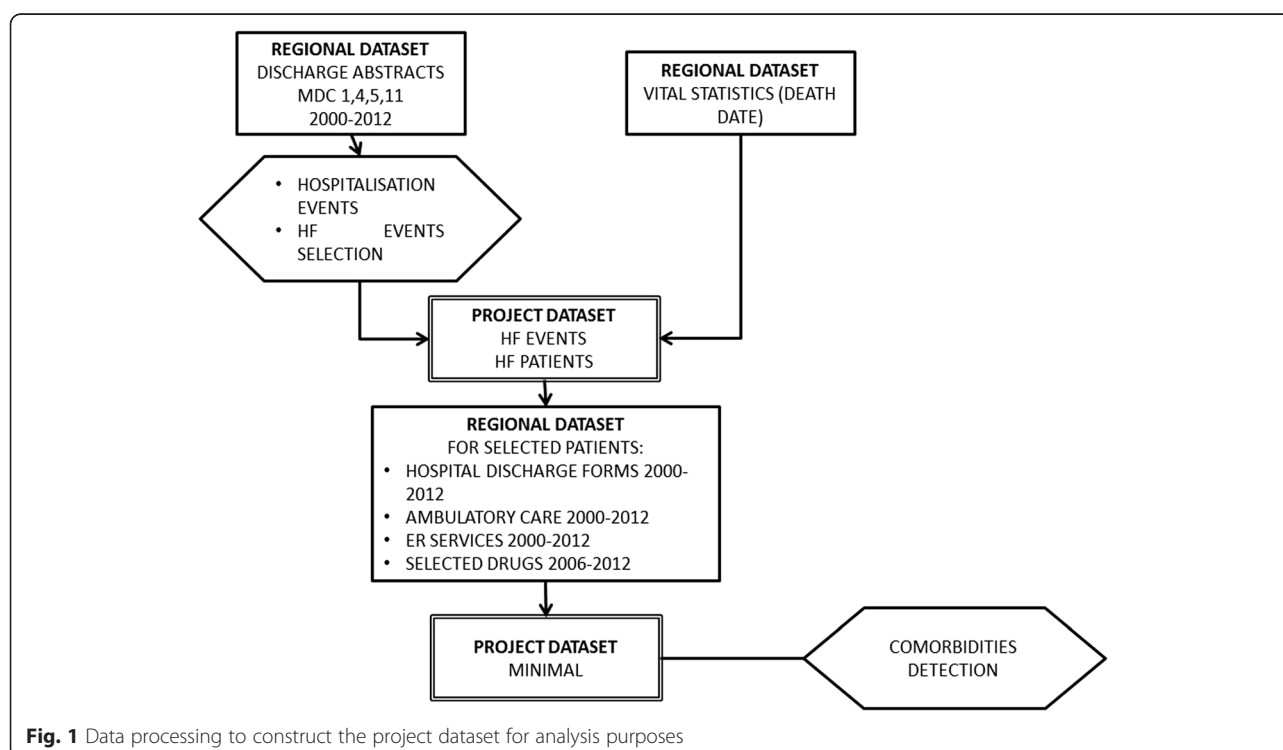 REGIONAL DATASET
DISCHARGE ABSTRACTS
MDC 1,4,5,11
2000-2012
REGIONAL DATASET
VITAL STATISTICS (DEATH
DATE)
• HOSPITALISATION
EVENTS
• HF EVENTS
SELECTION
PROJECT DATASET
HF EVENTS
HF PATIENTS
REGIONAL DATASET
FOR SELECTED PATIENTS:
• HOSPITAL DISCHARGE FORMS 2000-
2012
• AMBULATORY CARE 2000-2012
• ER SERVICES 2000-2012
• SELECTED DRUGS 2006-2012
PROJECT DATASET
MINIMAL
COMORBIDITIES
DETECTION
Fig. 1 Data processing to construct the project dataset for analysis purposes